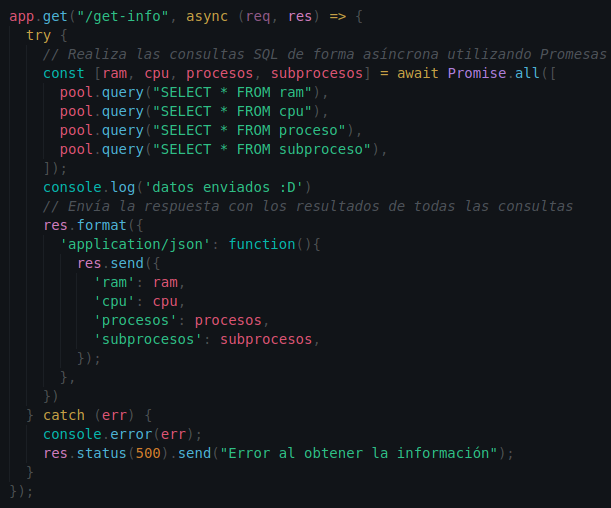 app.get("/get-info", async (req, res) => {
  try {
    // Realiza las consultas SQL de forma asincrona utilizando Promesas
    const [ram, cpu, procesos, subprocesos] = await Promise.all([
      pool.query("SELECT * FROM ram"),
      pool.query("SELECT * FROM cpu"),
      pool.query("SELECT * FROM proceso"),
      pool.query("SELECT * FROM subproceso"),
    ]);
    console.log('datos enviados :D')
    // Envía la respuesta con los resultados de todas las consultas
    res.format({
      'application/json': function(){
        res.send({
          'ram': ram,
          'cpu': cpu,
          'procesos': procesos,
          'subprocesos': subprocesos,
        });
      },
    })
  } catch (err) {
    console.error(err);
    res.status(500).send("Error al obtener la información");
  }
});